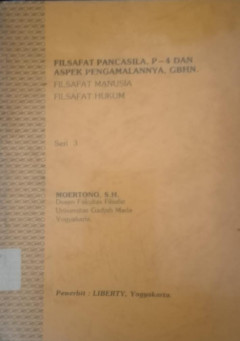 FILSAFAT PANCASILA, P-4 DAN
ASPEK PENGAMALANNYA, GBHN.
FILSAFAT MANUSIA
FILSAFAT HUKUM
Seri 3
MOERTONO, S.H.
Dosen Fakultas Filsafat
Universitas Gadjah Mada
Yogyakarta
Penerbit : LIBERTY, Yogyakarta.